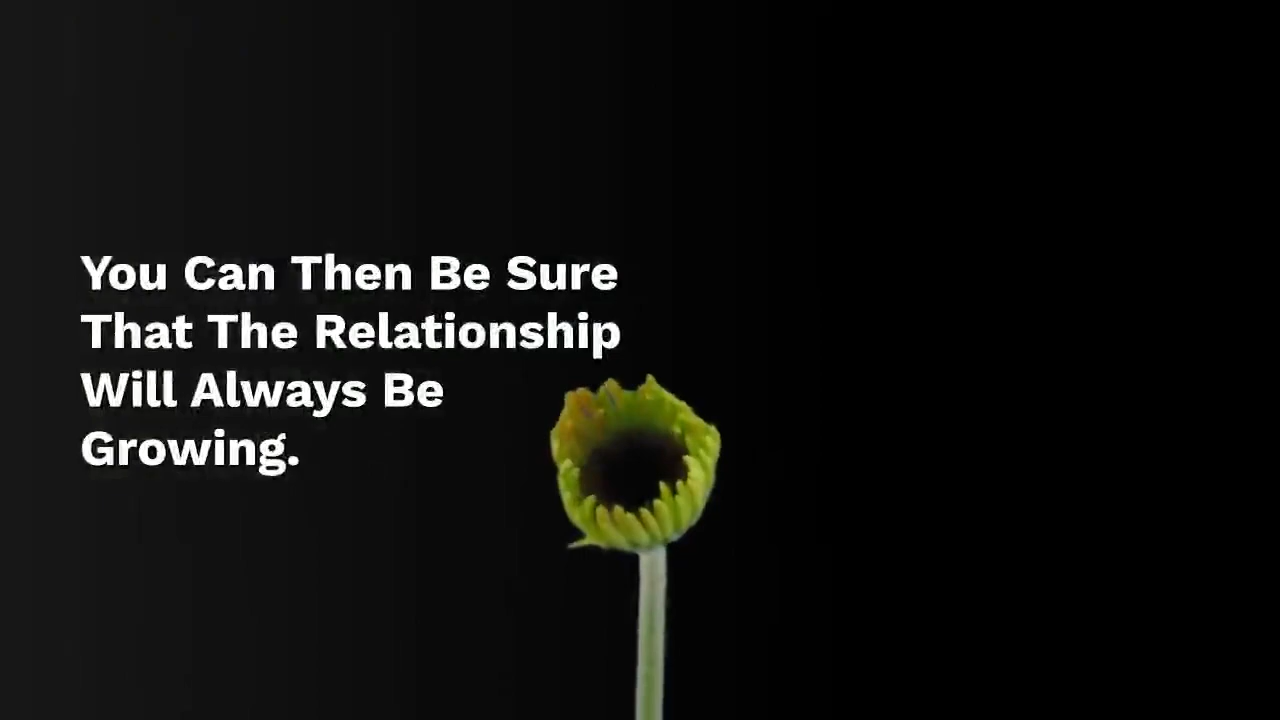 You Can Then Be Sure
That The Relationship
Will Always Be
Growing.